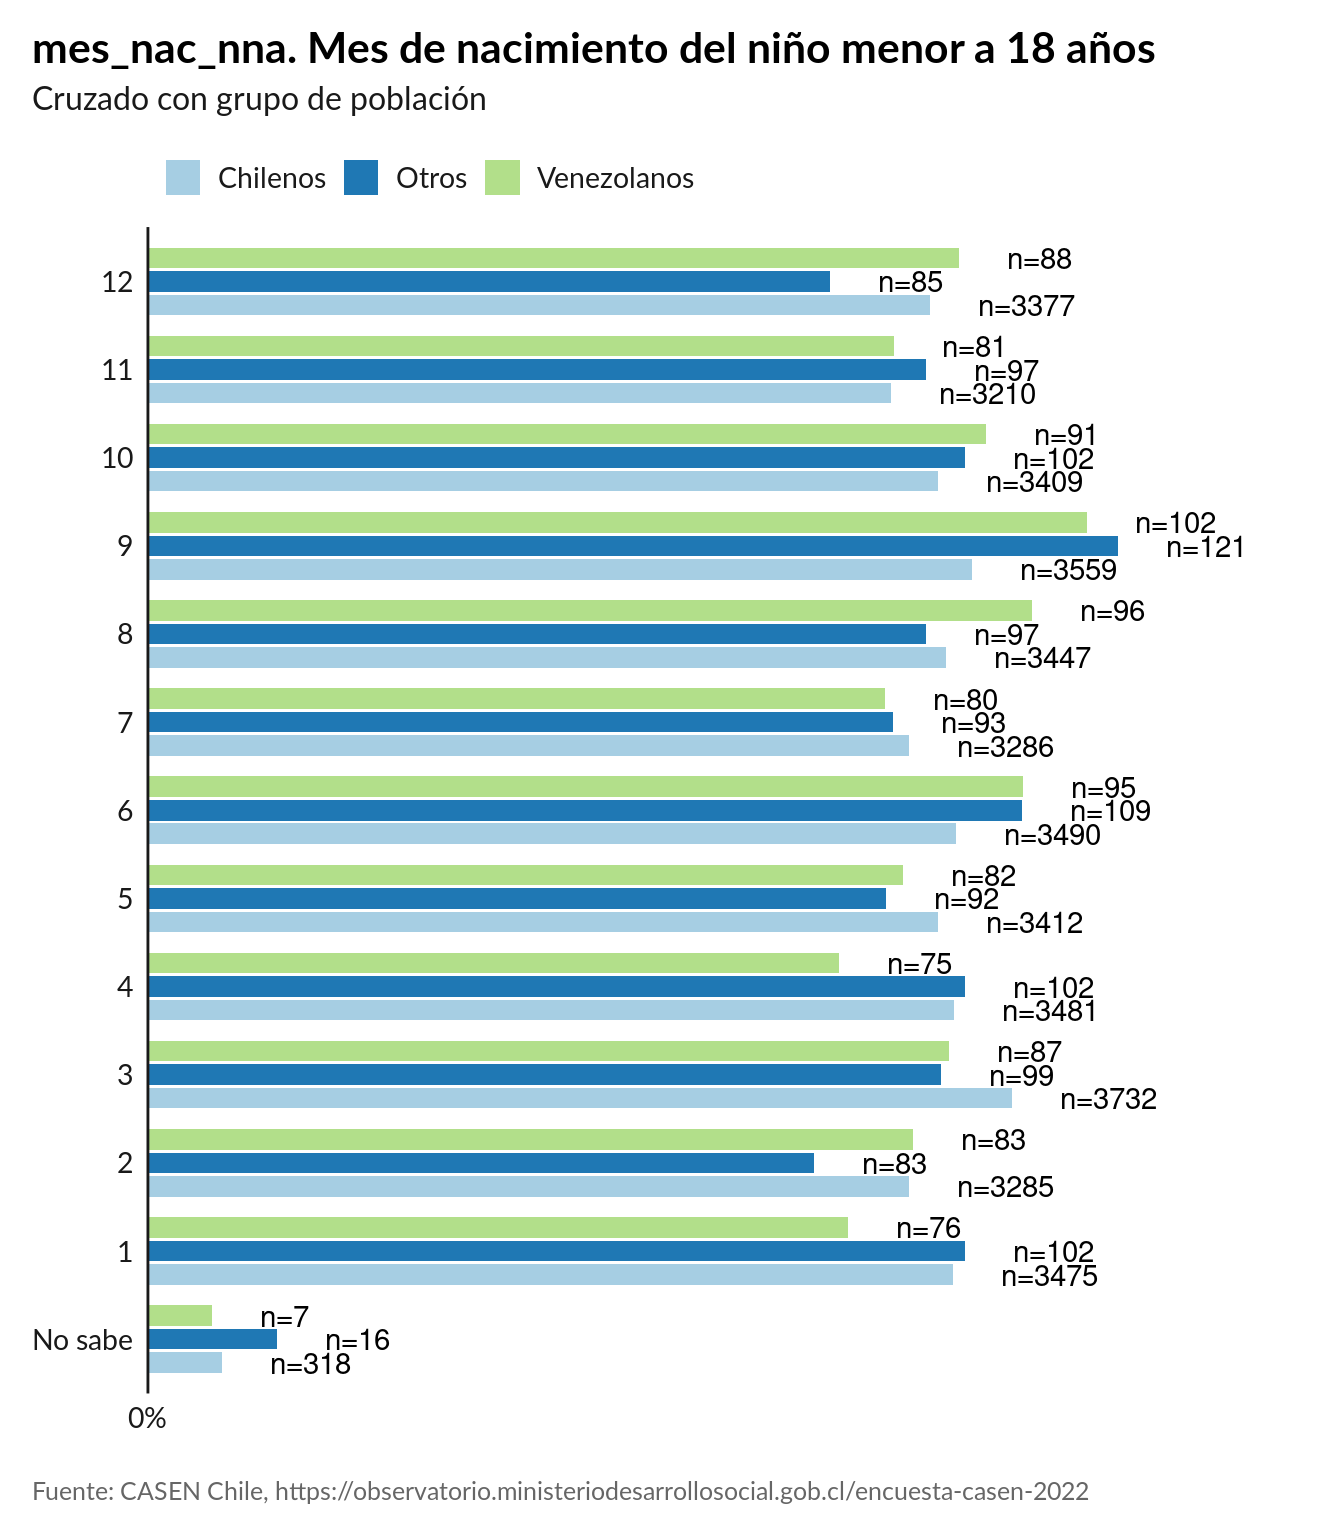 mes_nac_nna. Mes de nacimiento del niño menor a 18 años
Cruzado con grupo de población
Chilenos Otros Venezolanos
n=88
12 n=85
n=3377
n=81
11 n=97
n=3210
n=91
10 n=102
n=3409
n=102
9 n=121
n=3559
n=96
8 n=97
n=3447
n=80
7 n=93
n=3286
n=95
6 n=109
n=3490
n=82
5 n=92
n=3412
n=75
4 n=102
n=3481
n=87
3 n=99
n=3732
n=83
2 n=83
n=3285
n=76
1 n=102
n=3475
n=7
No sabe n=16
n=318
0%
Fuente: CASEN Chile, https://observatorio.ministeriodesarrollosocial.gob.cl/encuesta-casen-2022